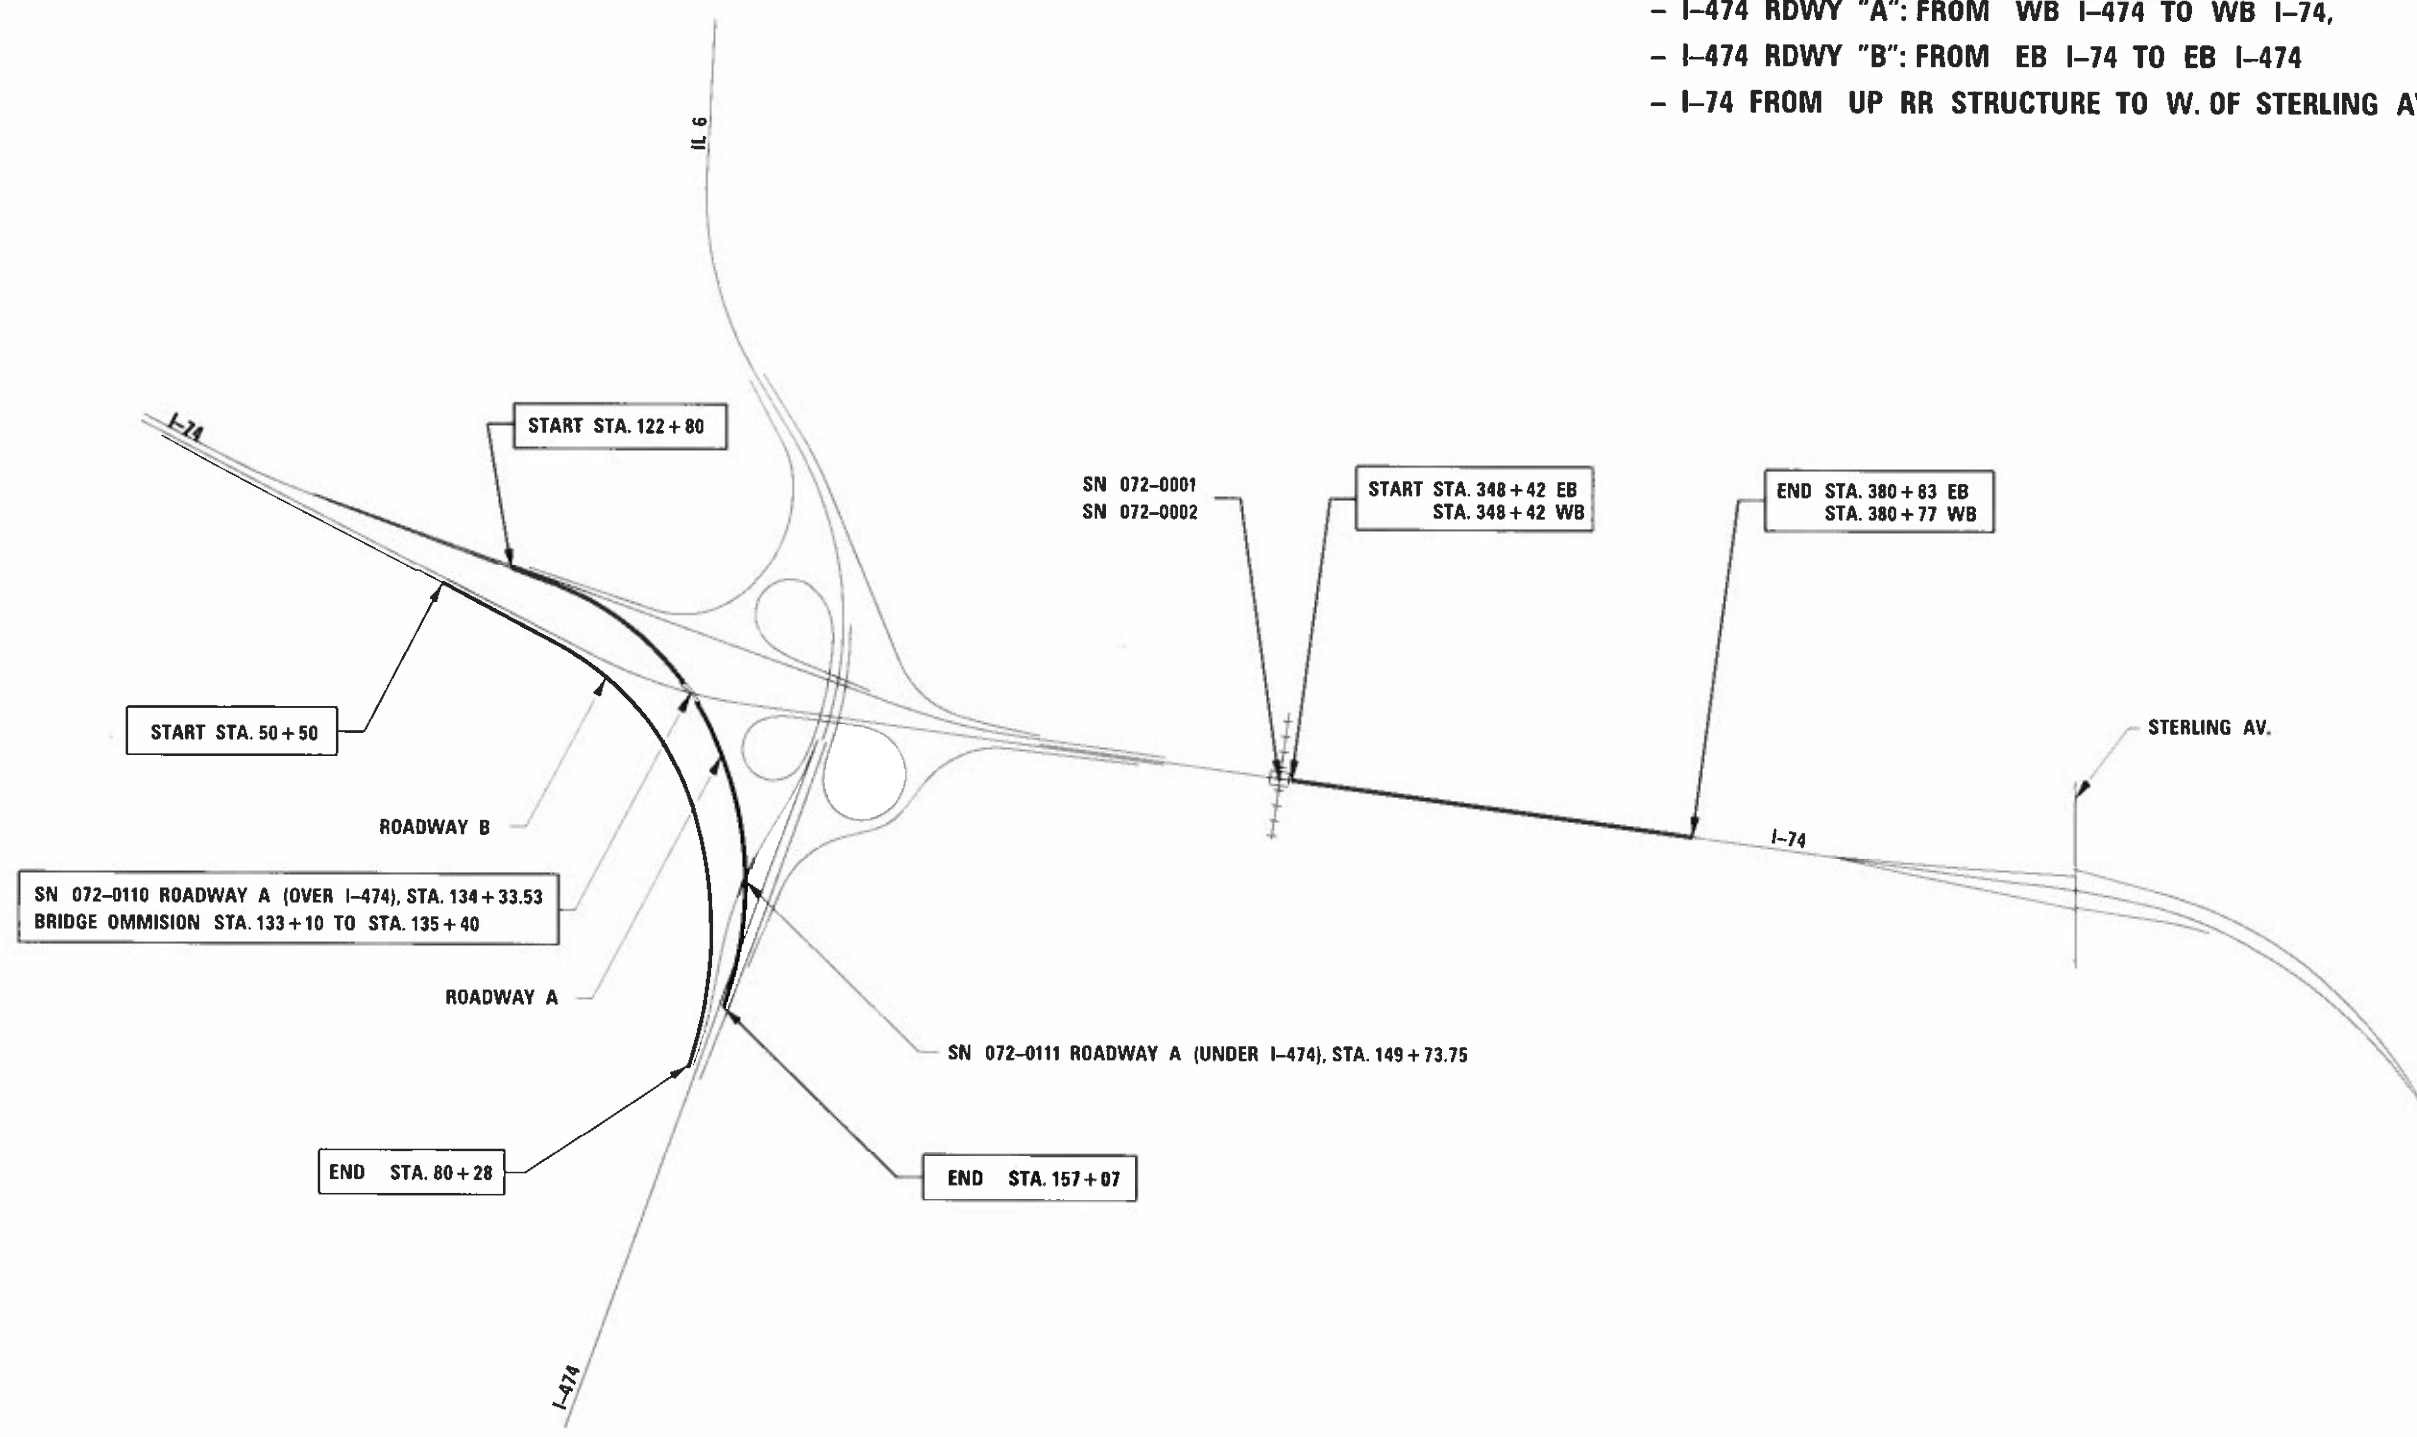 – I–474 RDWY "A": FROM WB I–474 TO WB I–74,
– I–474 RDWY "B": FROM EB I–74 TO EB I–474
– I–74 FROM UP RR STRUCTURE TO W. OF STERLING
IL 6
I–74
START STA. 122+80
SN 072–0001
SN 072–0002
START STA. 348+42 EB
STA. 348+42 WB
END STA. 380+83 EB
STA. 380+77 WB
START STA. 50+50
STERLING AV.
ROADWAY B
I–74
SN 072–0110 ROADWAY A (OVER I–474), STA. 134+33.53
BRIDGE OMMISION STA. 133+10 TO STA. 135+40
ROADWAY A
SN 072–0111 ROADWAY A (UNDER I–474), STA. 149+73.75
END STA. 80+28
END STA. 157+07
I–474